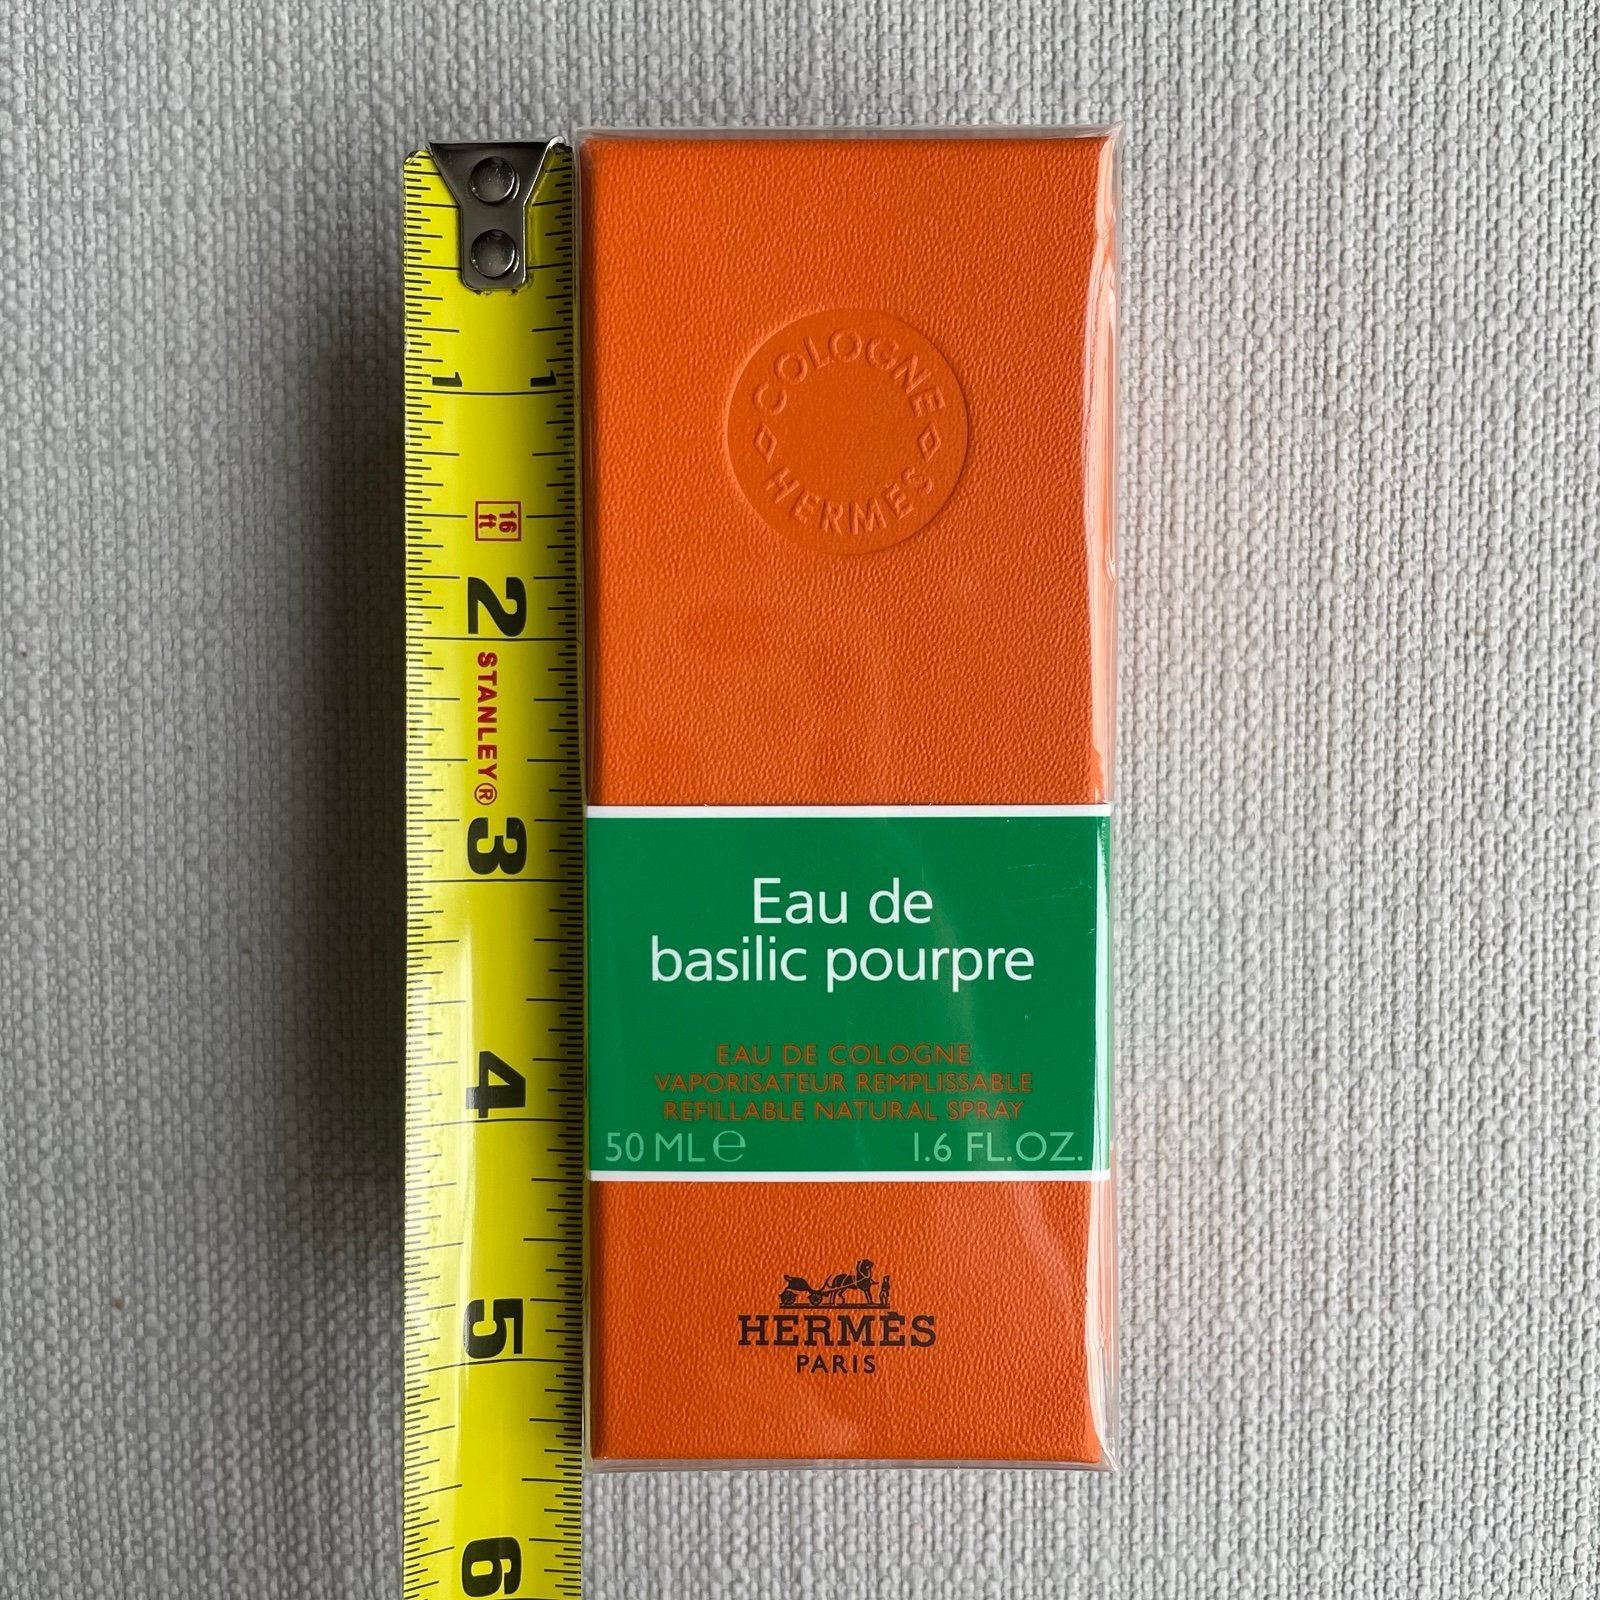 1 1
16
ft
2
STANLEY®
3
4
5
6
COLOGNE
HERMÈS
Eau de
basilic pourpre
EAU DE COLOGNE
VAPORISATEUR REMPLISSABLE
REFILLABLE NATURAL SPRAY
50 ML ℮ 1.6 FL.OZ.
HERMÈS
PARIS